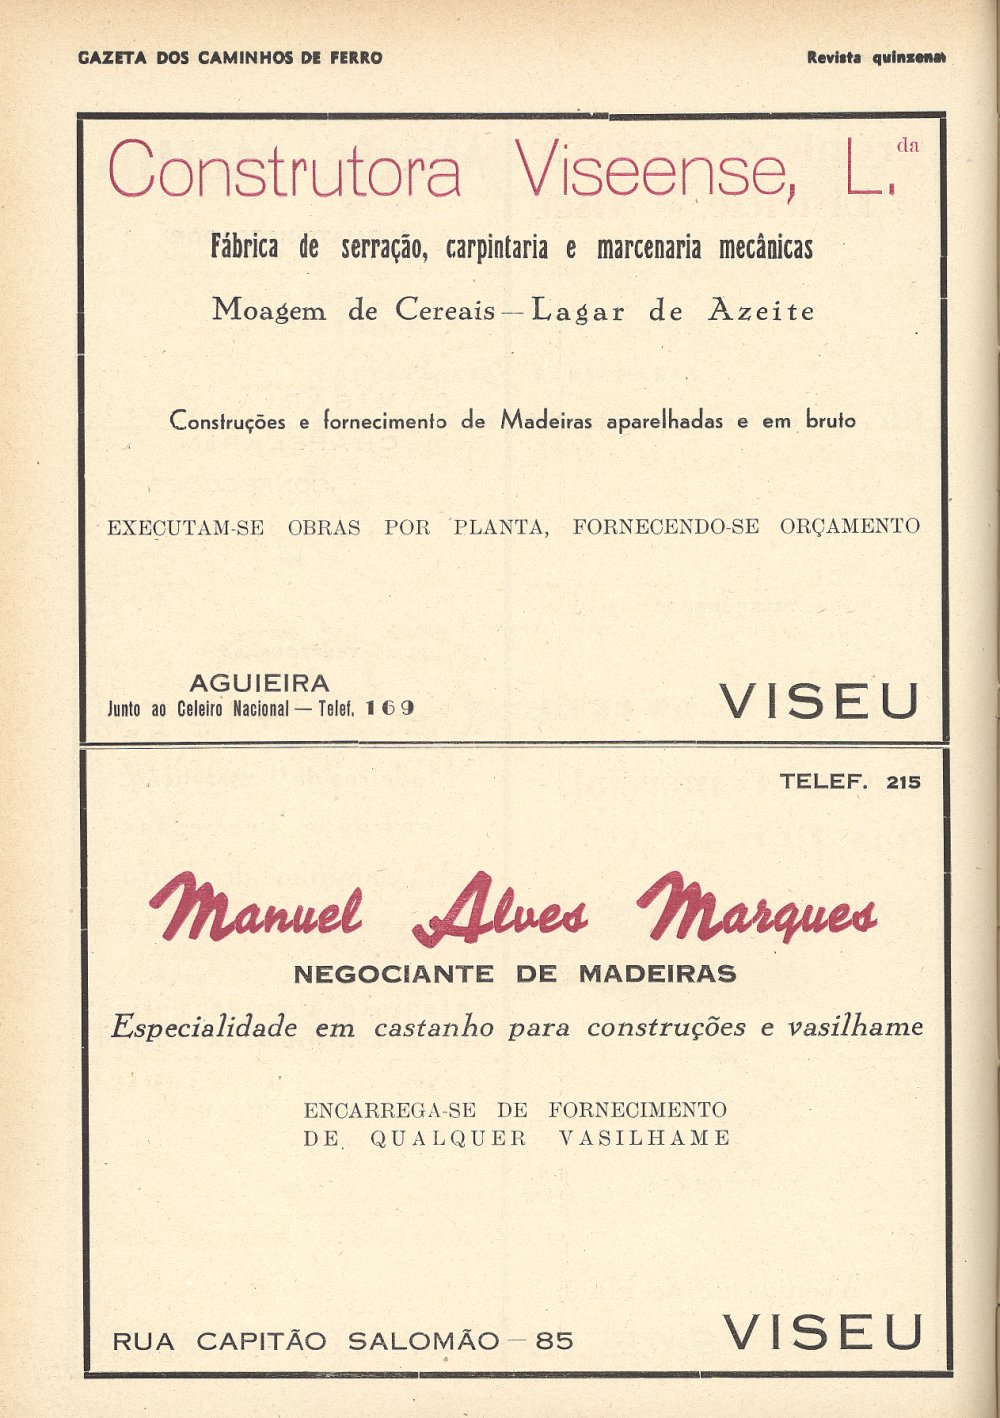 GAZETA DOS CAMINHOS DE FERRO
Revista quinzenal
Construtora Viseense, L.da
Fábrica de serração, carpintaria e marcenaria mecânicas
Moagem de Cereais — Lagar de Azeite
Construções e fornecimento de Madeiras aparelhadas e em bruto
EXECUTAM-SE OBRAS POR PLANTA, FORNECENDO-SE ORÇAMENTO
AGUIEIRA
Junto ao Celeiro Nacional — Telef. 169
VISEU
TELEF. 215
Manuel Alves Marques
NEGOCIANTE DE MADEIRAS
Especialidade em castanho para construções e vasilhame
ENCARREGA-SE DE FORNECIMENTO
DE QUALQUER VASILHAME
RUA CAPITÃO SALOMÃO — 85
VISEU